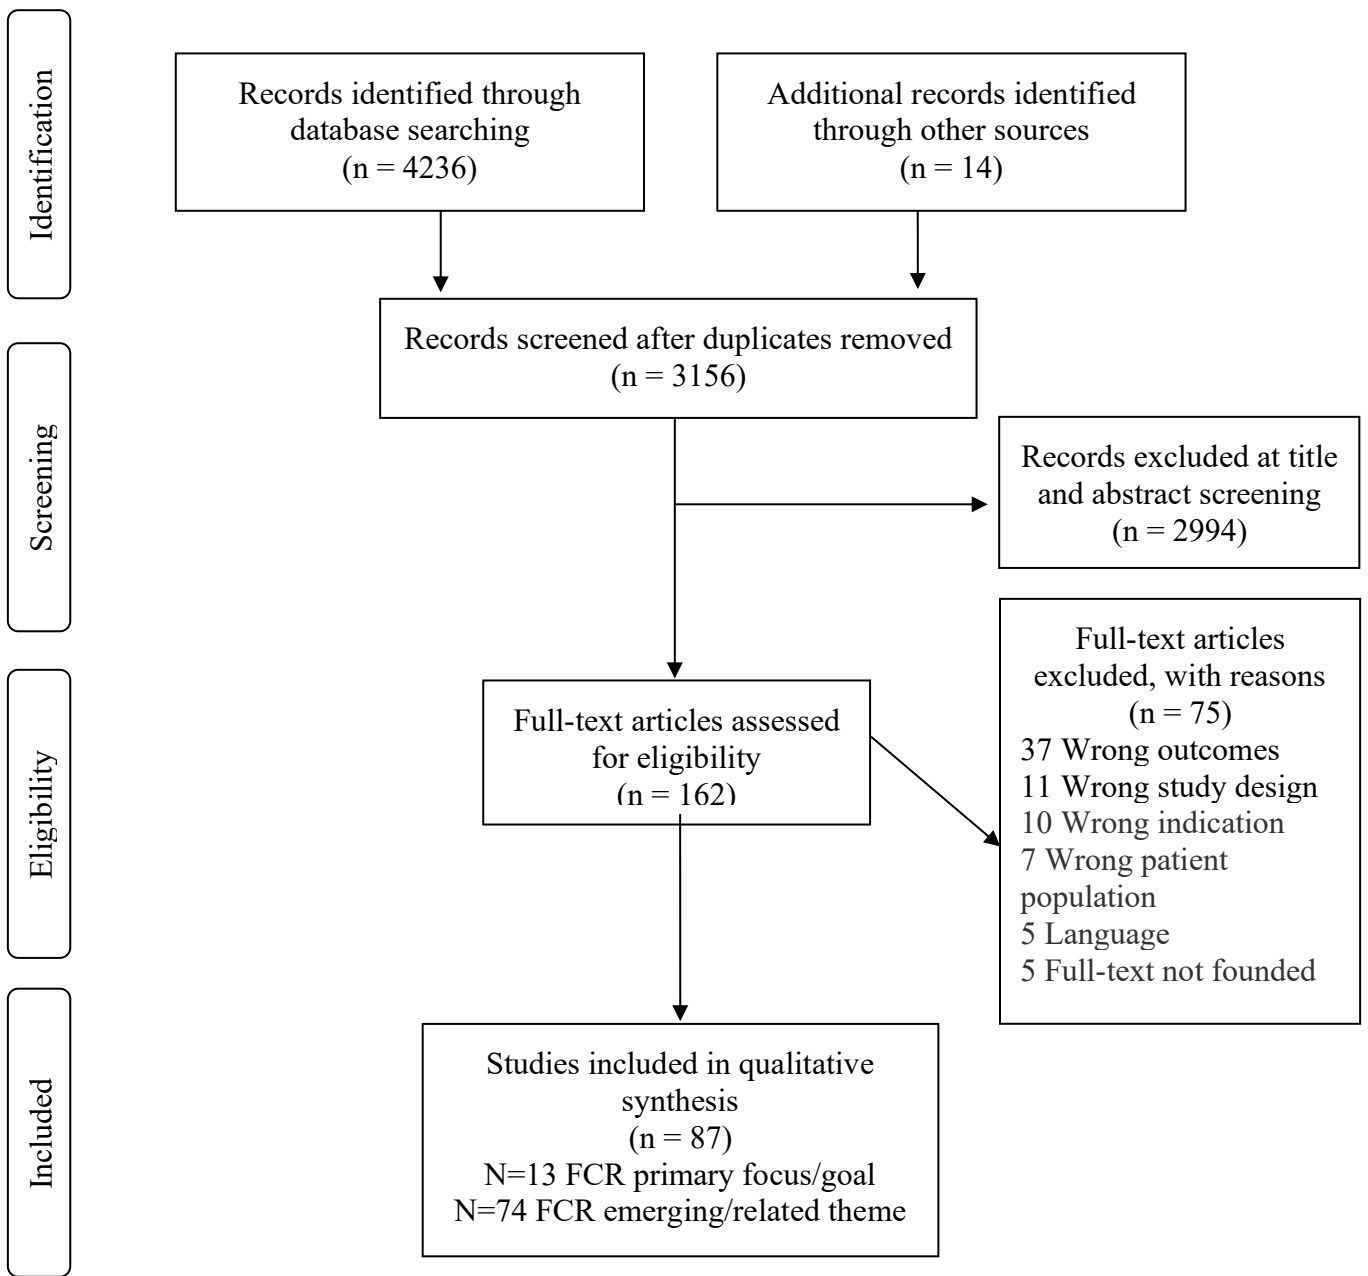 Identification
Records identified through
database searching
(n = 4236)
Additional records identified
through other sources
(n = 14)
Records screened after duplicates removed
(n = 3156)
Screening
Records excluded at title
and abstract screening
(n = 2994)
Eligibility
Full-text articles assessed
for eligibility
(n = 162)
Full-text articles
excluded, with reasons
(n = 75)
37 Wrong outcomes
11 Wrong study design
10 Wrong indication
7 Wrong patient
population
5 Language
5 Full-text not founded
Included
Studies included in qualitative
synthesis
(n = 87)
N=13 FCR primary focus/goal
N=74 FCR emerging/related theme